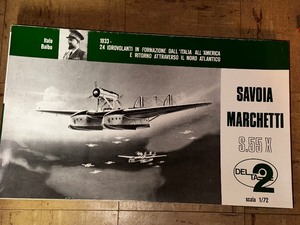 Italo
Balbo
1933 -
24 IDROVOLANTI IN FORMAZIONE DALL'ITALIA ALL'AMERICA
E RITORNO ATTRAVERSO IL NORD ATLANTICO
SAVOIA
MARCHETTI
S.55 X
DEL
TA
2
scala 1/72